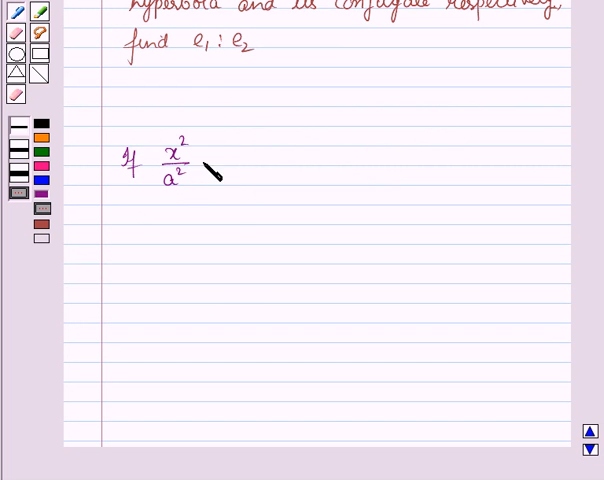 hyperbola and its conjugate respectively,
find e₁ : e₂
If x²/a²